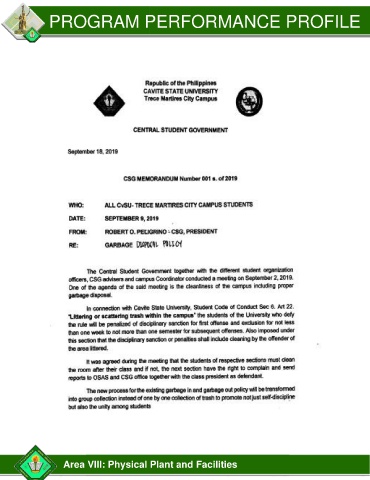 PROGRAM PERFORMANCE PROFILE
Republic of the Philippines
CAVITE STATE UNIVERSITY
Trece Martires City Campus
CENTRAL STUDENT GOVERNMENT
September 18, 2019
CSG MEMORANDUM Number 001 s. of 2019
WHO: ALL CvSU- TRECE MARTIRES CITY CAMPUS STUDENTS
DATE: SEPTEMBER 9, 2019
FROM: ROBERT O. PELIGRINO - CSG, PRESIDENT
RE: GARBAGE DISPOSAL POLICY
The Central Student Government together with the different student organization
officers, CSG advisers and campus Coordinator conducted a meeting on September 2, 2019.
One of the agenda of the said meeting is the cleanliness of the campus including proper
garbage disposal.
In connection with Cavite State University, Student Code of Conduct Sec 6. Art 22.
"Littering or scattering trash within the campus" the students of the University who defy
the rule will be penalized of disciplinary sanction for first offense and exclusion for not less
than one week to not more than one semester for subsequent offenses. Also imposed under
this section that the disciplinary sanction or penalties shall include cleaning by the offender of
the area littered.
It was agreed during the meeting that the students of respective sections must clean
the room after their class and if not, the next section have the right to complain and send
reports to OSAS and CSG office together with the class president as defendant.
The new process for the existing garbage in and garbage out policy will be transformed
into group collection instead of one by one collection of trash to promote not just self-discipline
but also the unity among students
Area VIII: Physical Plant and Facilities